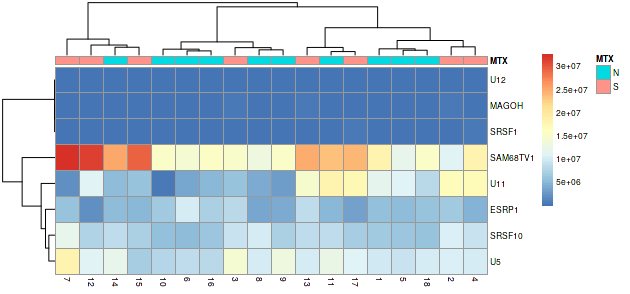 MTX
U12
MAGOH
SRSF1
SAM68TV1
U11
ESRP1
SRSF10
U5
7 12 14 15 10 6 16 3 8 9 13 11 17 1 5 18 2 4
3e+07
2.5e+07
2e+07
1.5e+07
1e+07
5e+06
MTX
N
S